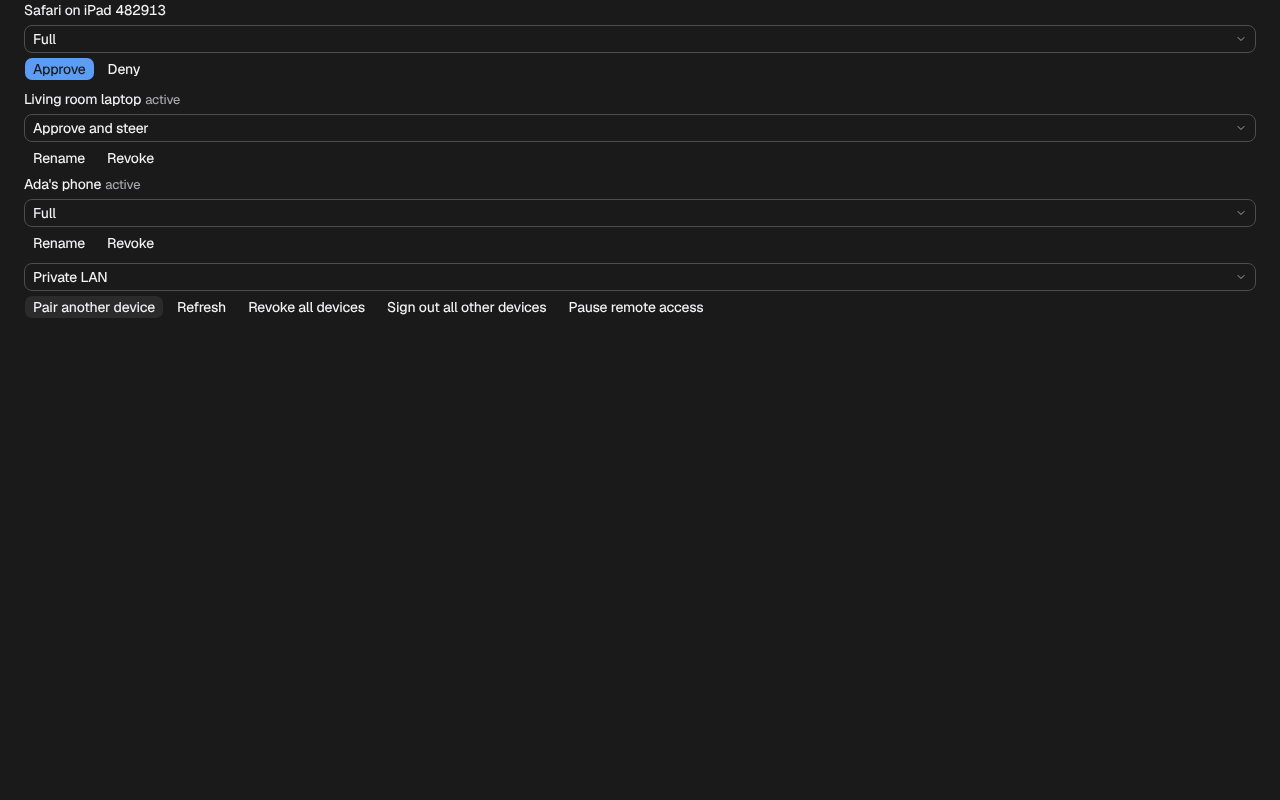 Safari on iPad 482913
Full
Approve Deny
Living room laptop active
Approve and steer
Rename Revoke
Ada's phone active
Full
Rename Revoke
Private LAN
Pair another device Refresh Revoke all devices Sign out all other devices Pause remote access